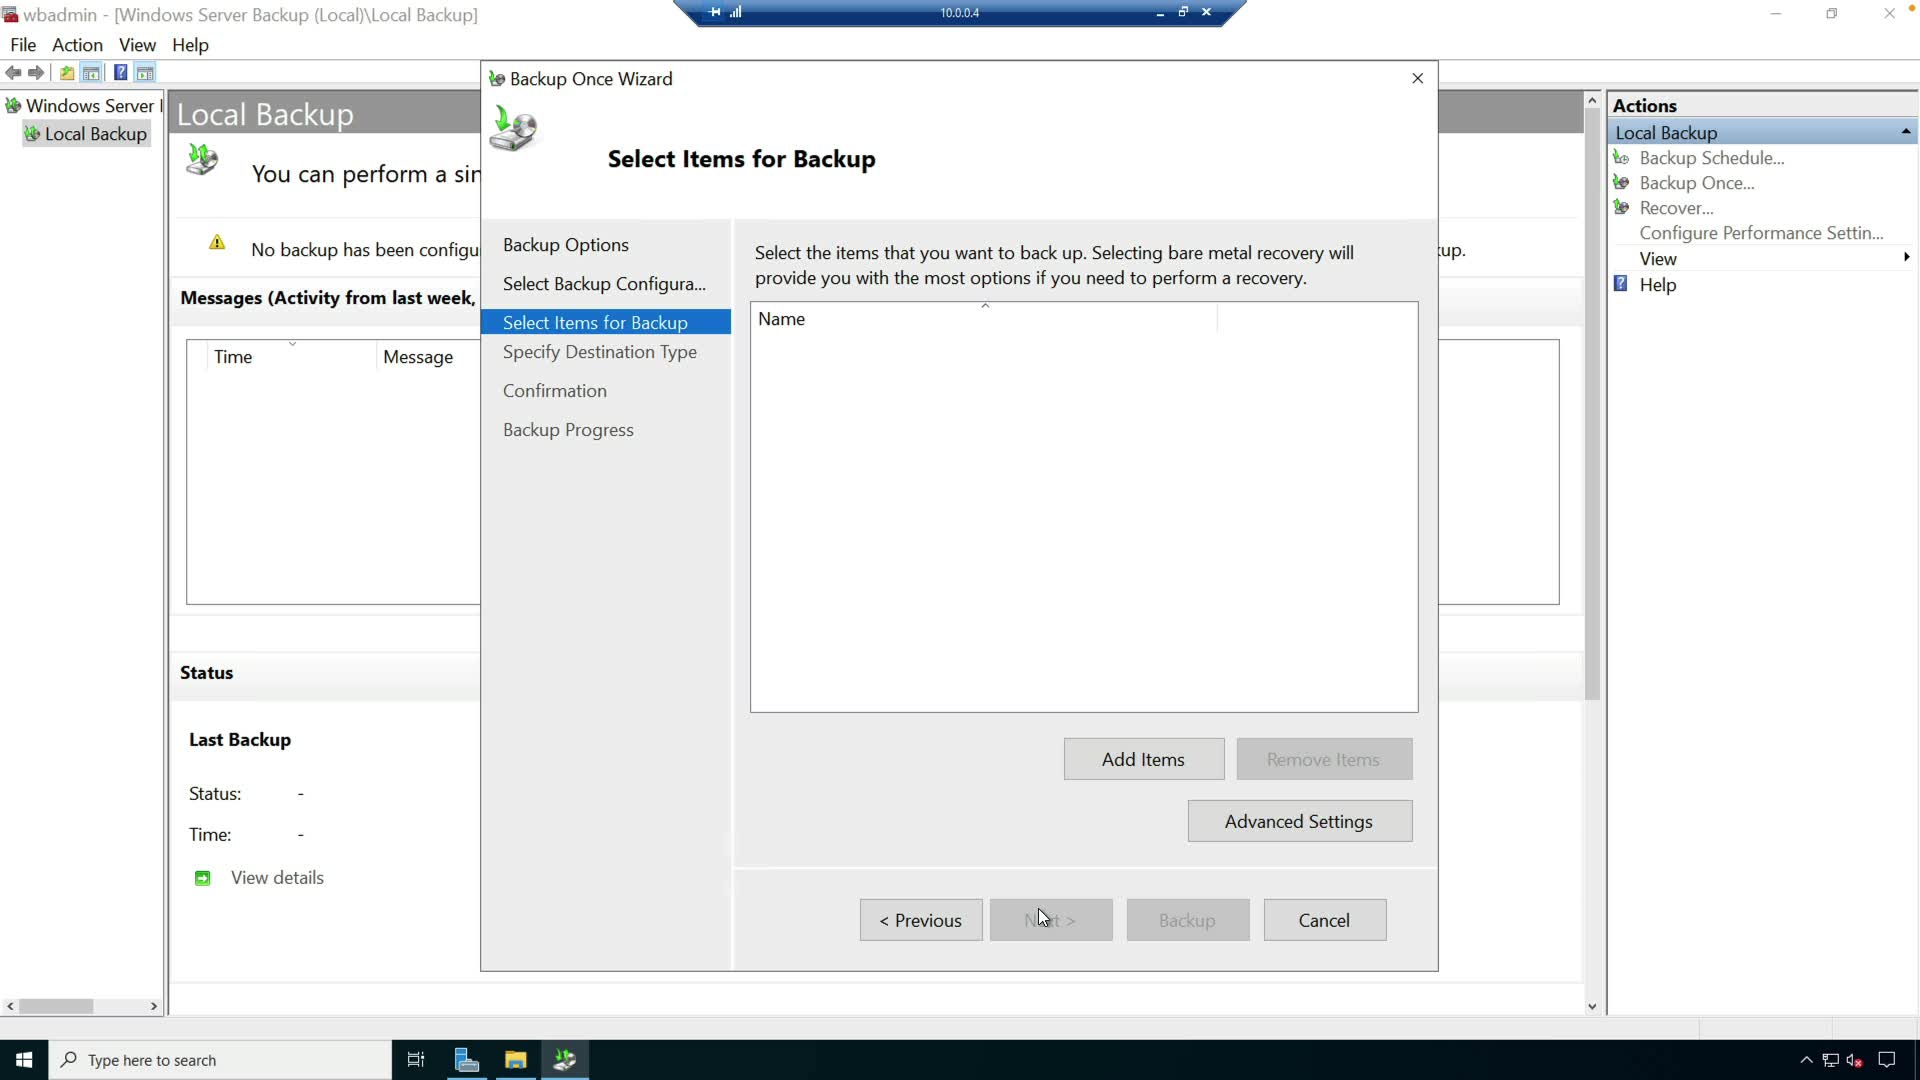 wbadmin - [Windows Server Backup (Local)\Local Backup]
10.0.0.4
File Action View Help
Windows Server
Local Backup
Local Backup
You can perform a sin
No backup has been configu
kup.
Messages (Activity from last week,
Time
Message
Status
Last Backup
Status: -
Time: -
View details
Backup Once Wizard
Select Items for Backup
Backup Options
Select Backup Configura...
Select Items for Backup
Specify Destination Type
Confirmation
Backup Progress
Select the items that you want to back up. Selecting bare metal recovery will
provide you with the most options if you need to perform a recovery.
Name
Add Items
Remove Items
Advanced Settings
< Previous
Next >
Backup
Cancel
Actions
Local Backup
Backup Schedule...
Backup Once...
Recover...
Configure Performance Settin...
View
Help
Type here to search